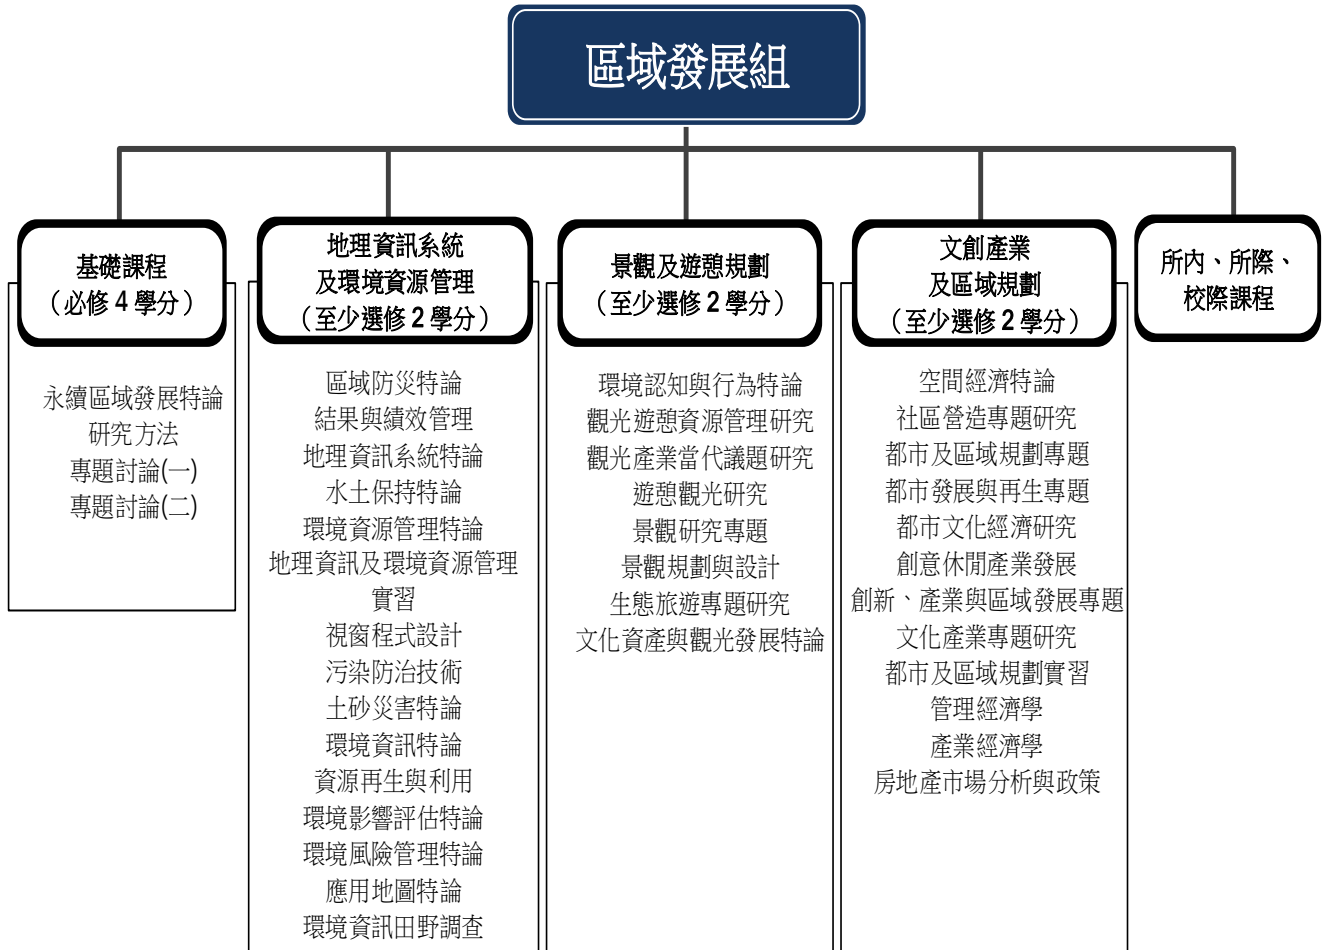 區域發展組
基礎課程
（必修 4 學分）
永續區域發展特論
研究方法
專題討論(一)
專題討論(二)
地理資訊系統
及環境資源管理
（至少選修 2 學分）
區域防災特論
結果與績效管理
地理資訊系統特論
水土保持特論
環境資源管理特論
地理資訊及環境資源管理
實習
視窗程式設計
污染防治技術
土砂災害特論
環境資訊特論
資源再生與利用
環境影響評估特論
環境風險管理特論
應用地圖特論
環境資訊田野調查
景觀及遊憩規劃
（至少選修 2 學分）
環境認知與行為特論
觀光遊憩資源管理研究
觀光產業當代議題研究
遊憩觀光研究
景觀研究專題
景觀規劃與設計
生態旅遊專題研究
文化資產與觀光發展特論
文創產業
及區域規劃
（至少選修 2 學分）
空間經濟特論
社區營造專題研究
都市及區域規劃專題
都市發展與再生專題
都市文化經濟研究
創意休閒產業發展
創新、產業與區域發展專題
文化產業專題研究
都市及區域規劃實習
管理經濟學
產業經濟學
房地產市場分析與政策
所內、所際、
校際課程